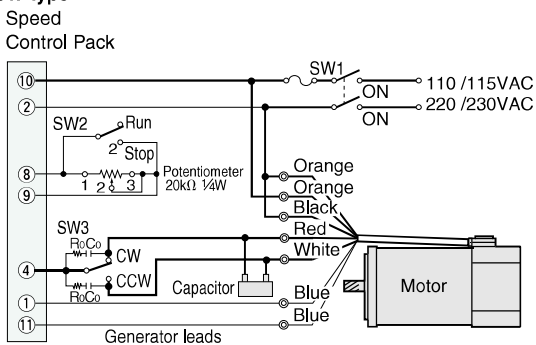 Speed
Control Pack
10
SW1
110 /115VAC
ON
2
220 /230VAC
ON
SW2
Run
2
Stop
Orange
8
1
2
3
Potentiometer
20kΩ ¼W
Orange
9
Black
SW3
Red
R₀C₀
CW
White
4
CCW
R₀C₀
Capacitor
Motor
1
Blue
11
Blue
Generator leads